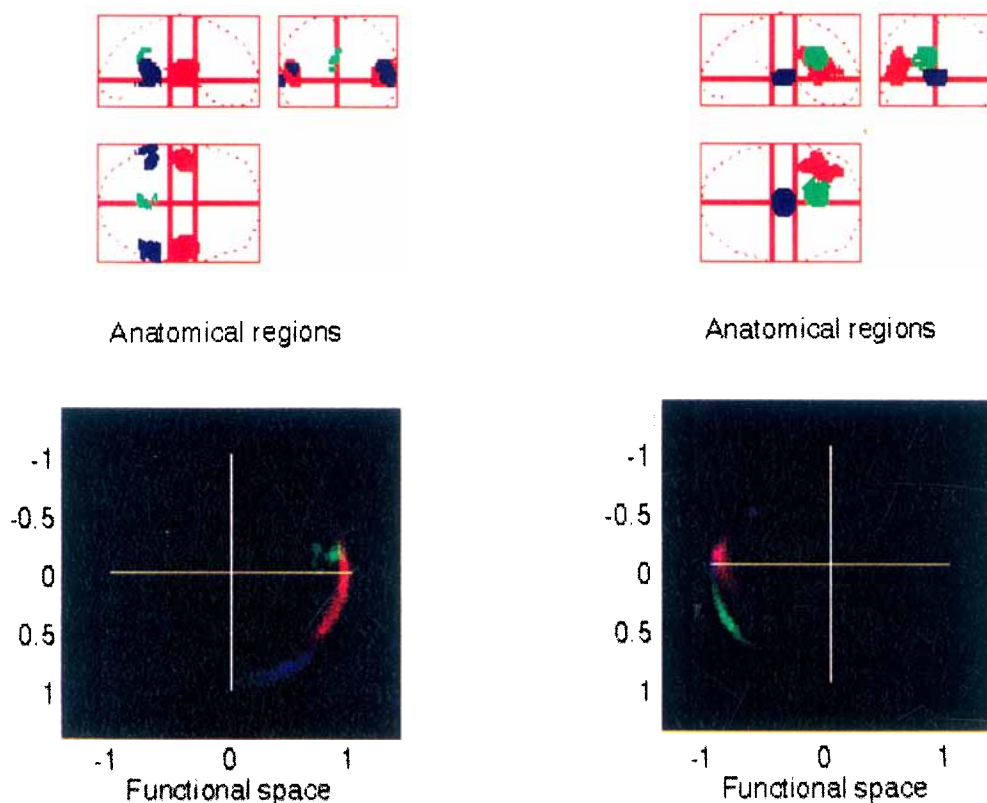 Anatomical regions
Anatomical regions
-1
-0.5
0
0.5
1
-1 0 1
Functional space
-1
-0.5
0
0.5
1
-1 0 1
Functional space